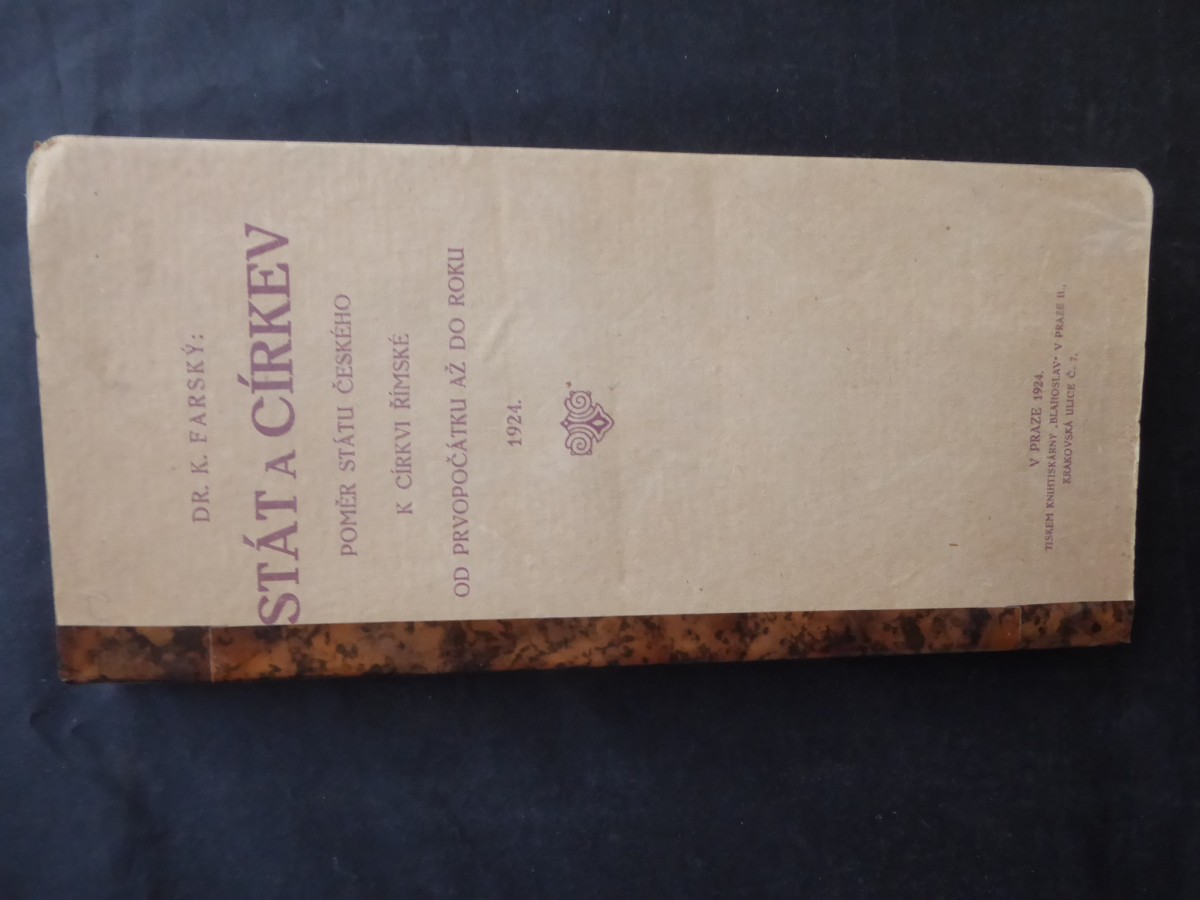 DR. K. FARSKÝ:
STÁT A CÍRKEV
POMĚR STÁTU ČESKÉHO
K CÍRKVI ŘÍMSKÉ
OD PRVOPOČÁTKU AŽ DO ROKU
1924.
V PRAZE 1924.
TISKEM KNIHTISKÁRNY „BLAHOSLAV“ V PRAZE II.,
KRAKOVSKÁ ULICE Č. 7.